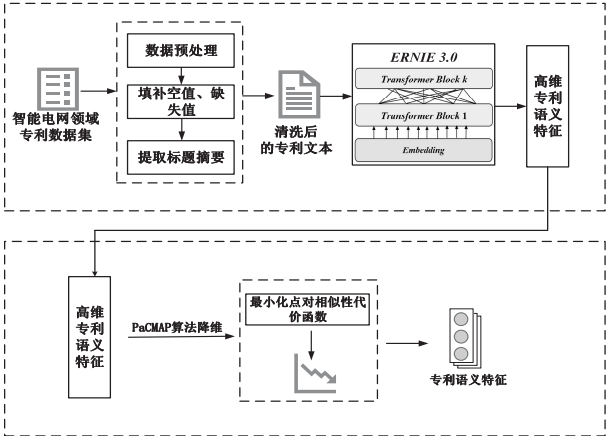 智能电网领域
专利数据集
数据预处理
填补空值、缺
失值
提取标题摘要
清洗后
的专利文本
ERNIE 3.0
Transformer Block k
Transformer Block 1
Embedding
高维
专利
语义
特征
高维
专利
语义
特征
PaCMAP算法降维
最小化点对相似性代
价函数
专利语义特征